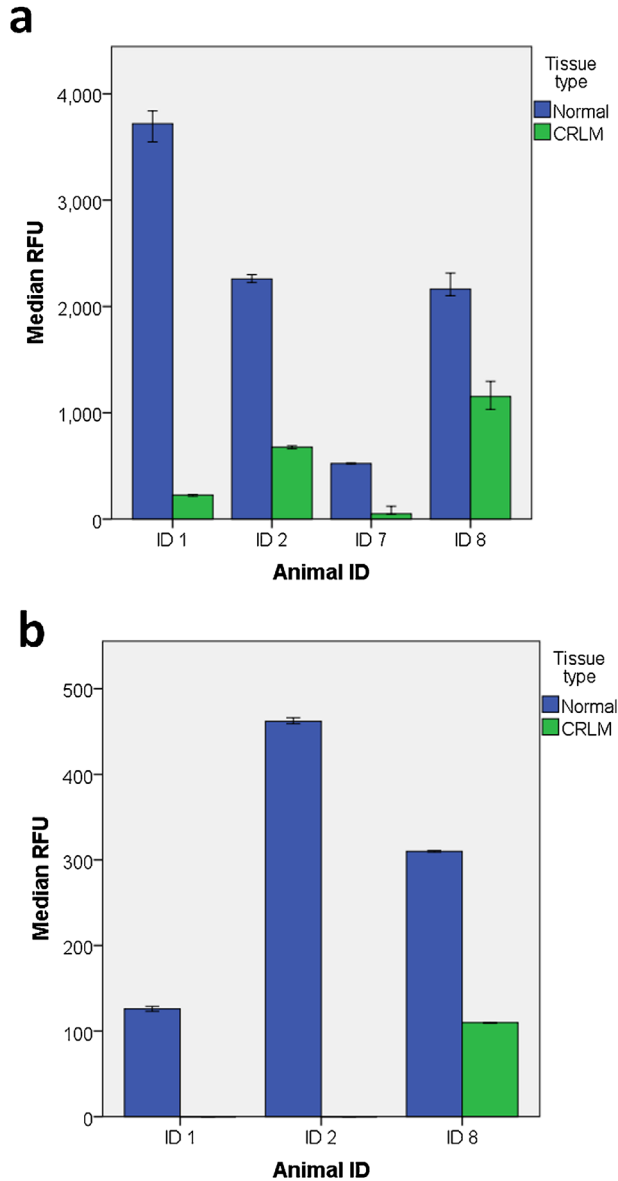 a
Tissue
type
Normal
CRLM
4,000
3,000
2,000
1,000
0
Median RFU
ID 1 ID 2 ID 7 ID 8
Animal ID
b
Tissue
type
Normal
CRLM
500
400
300
200
100
0
Median RFU
ID 1 ID 2 ID 8
Animal ID